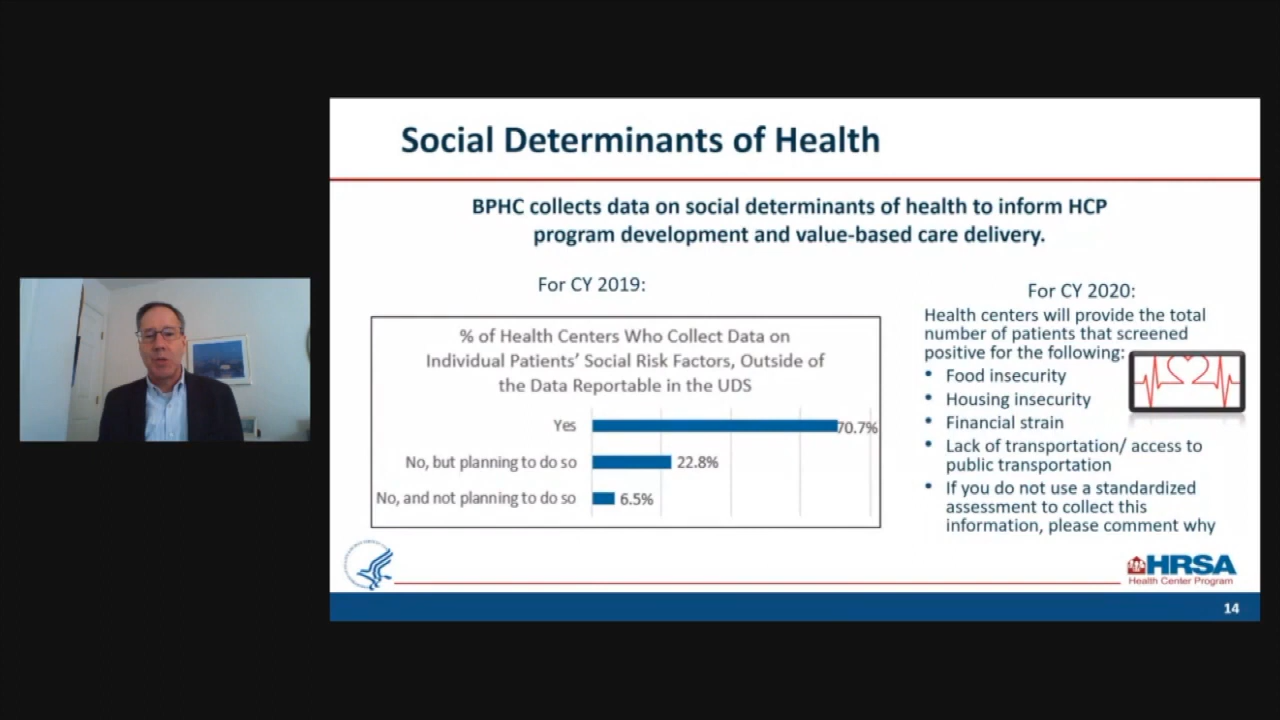 Social Determinants of Health
BPHC collects data on social determinants of health to inform HCP
program development and value-based care delivery.
For CY 2019:
% of Health Centers Who Collect Data on
Individual Patients’ Social Risk Factors, Outside of
the Data Reportable in the UDS
Yes
70.7%
No, but planning to do so
22.8%
No, and not planning to do so
6.5%
For CY 2020:
Health centers will provide the total
number of patients that screened
positive for the following:
• Food insecurity
• Housing insecurity
• Financial strain
• Lack of transportation/ access to
public transportation
• If you do not use a standardized
assessment to collect this
information, please comment why
HRSA
Health Center Program
14